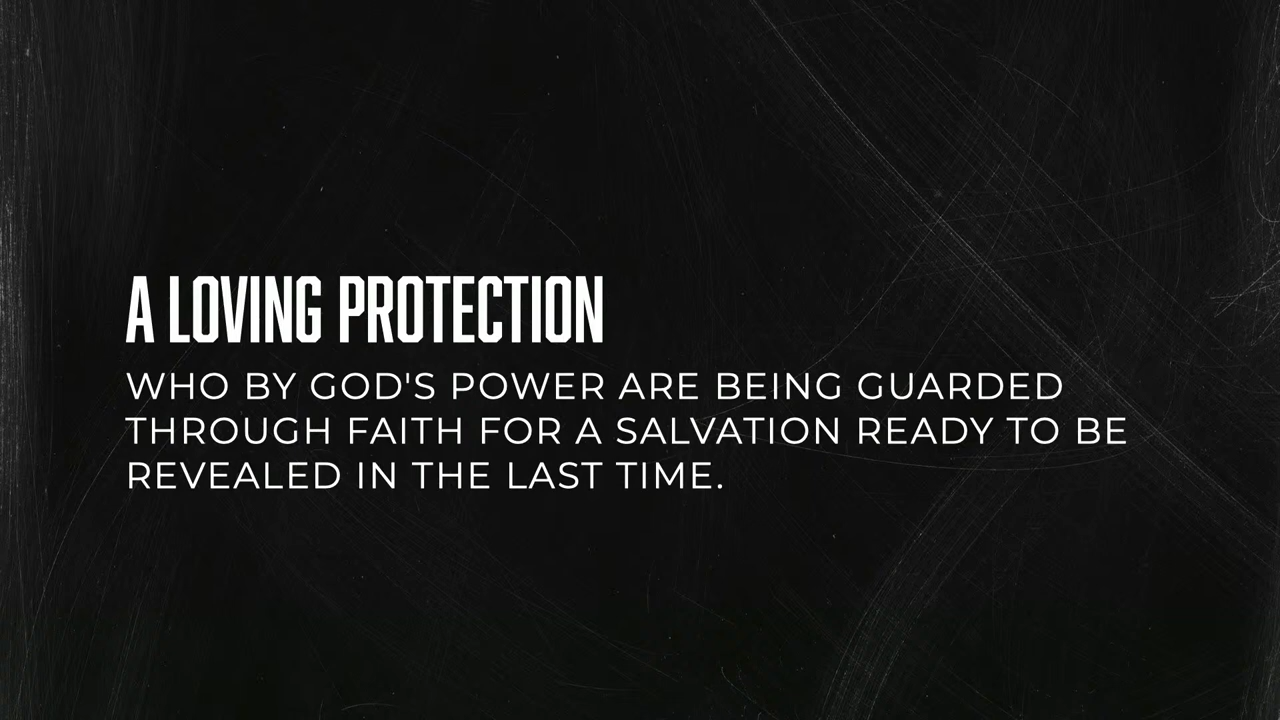 A LOVING PROTECTION
WHO BY GOD'S POWER ARE BEING GUARDED
THROUGH FAITH FOR A SALVATION READY TO BE
REVEALED IN THE LAST TIME.